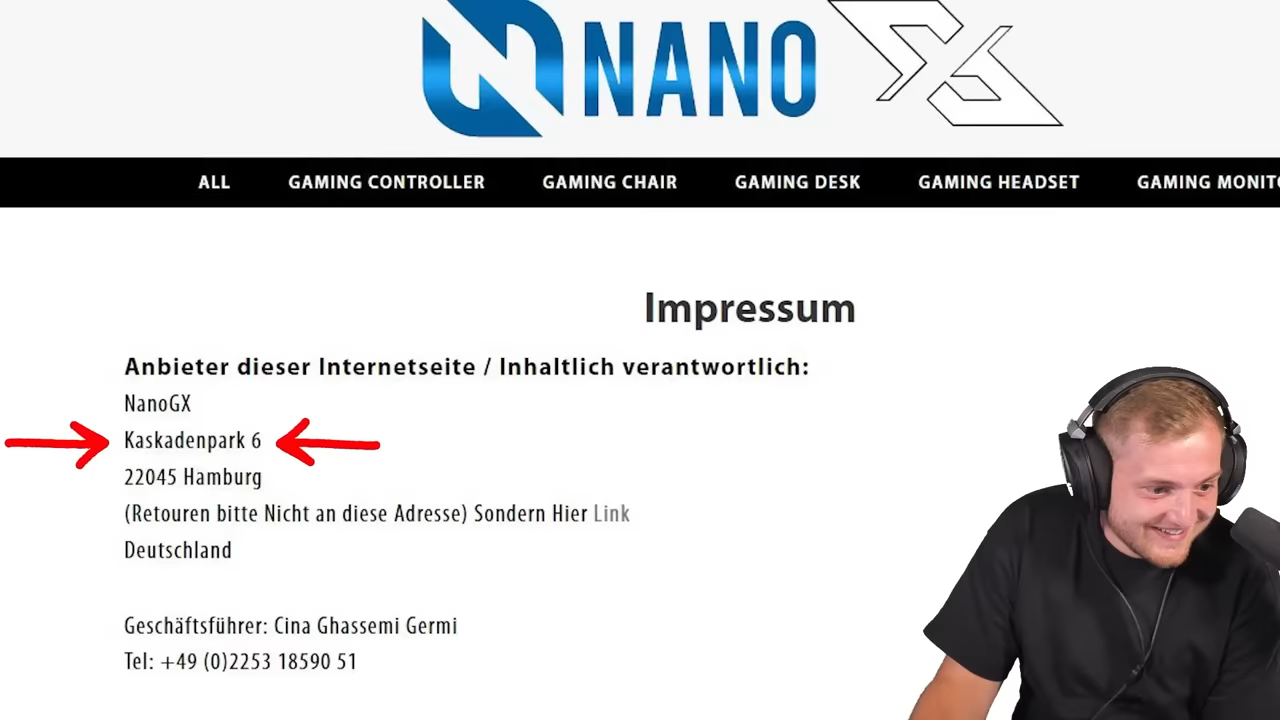 NANO
ALL GAMING CONTROLLER GAMING CHAIR GAMING DESK GAMING HEADSET GAMING MONITO
Impressum
Anbieter dieser Internetseite / Inhaltlich verantwortlich:
NanoGX
Kaskadenpark 6
22045 Hamburg
(Retouren bitte Nicht an diese Adresse) Sondern Hier Link
Deutschland
Geschäftsführer: Cina Ghassemi Germi
Tel: +49 (0)2253 18590 51